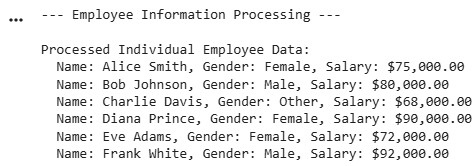 --- Employee Information Processing ---
Processed Individual Employee Data:
Name: Alice Smith, Gender: Female, Salary: $75,000.00
Name: Bob Johnson, Gender: Male, Salary: $80,000.00
Name: Charlie Davis, Gender: Other, Salary: $68,000.00
Name: Diana Prince, Gender: Female, Salary: $90,000.00
Name: Eve Adams, Gender: Female, Salary: $72,000.00
Name: Frank White, Gender: Male, Salary: $92,000.00